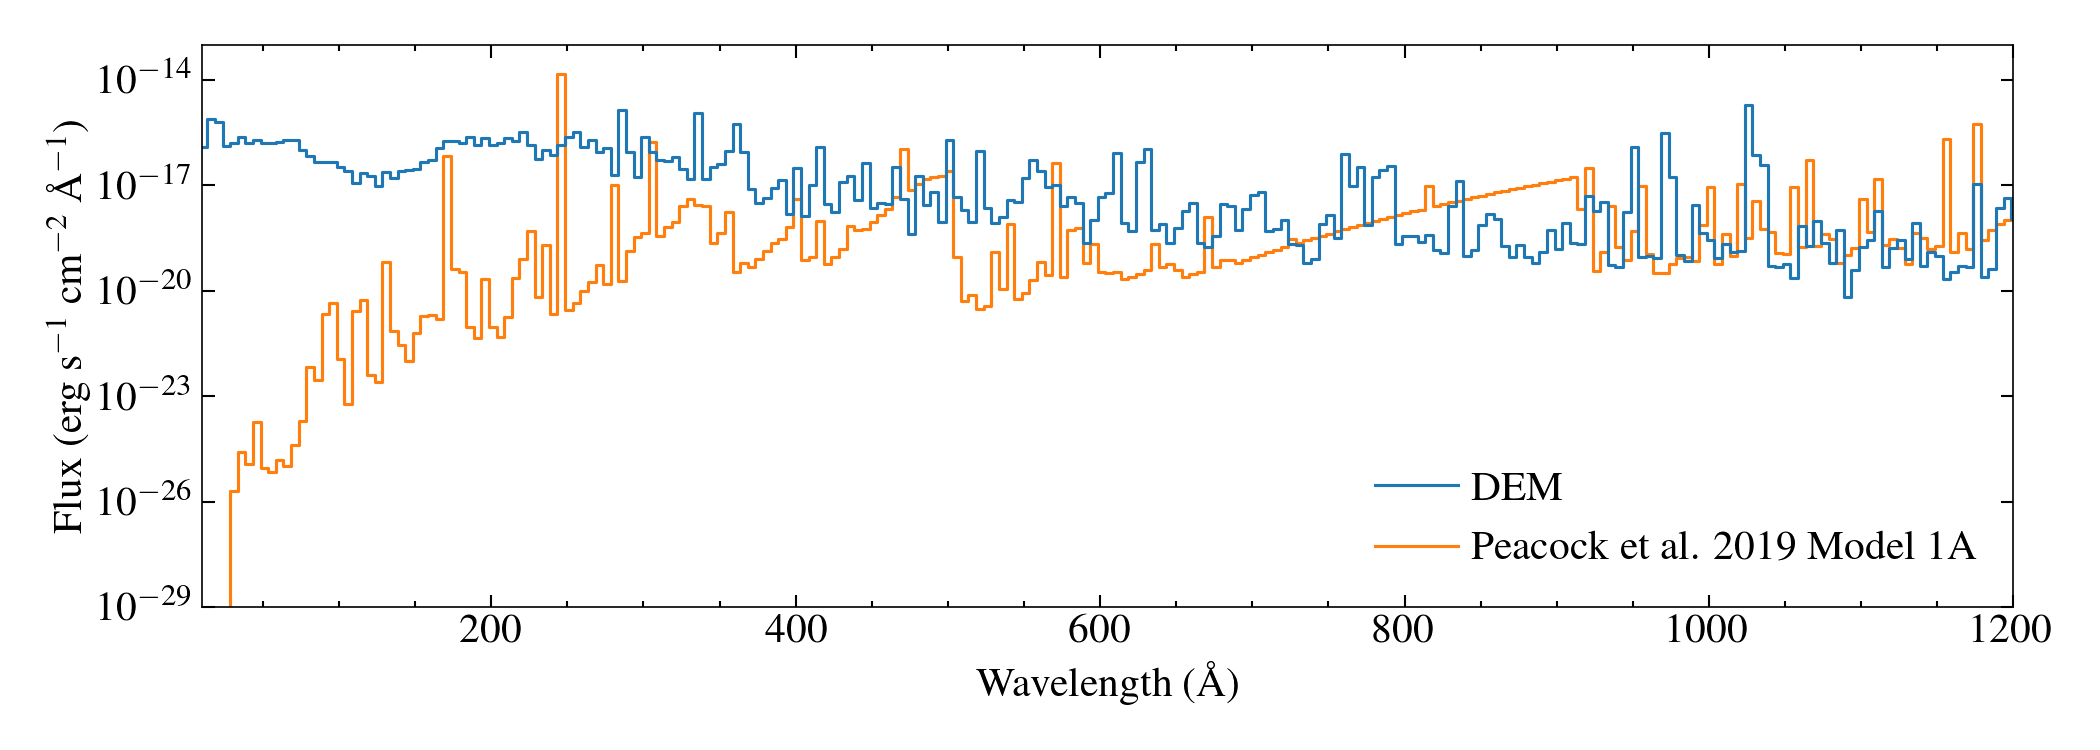 Flux (erg s⁻¹ cm⁻² Å⁻¹)
10⁻¹⁴
10⁻¹⁷
10⁻²⁰
10⁻²³
10⁻²⁶
10⁻²⁹
DEM
Peacock et al. 2019 Model 1A
200 400 600 800 1000 1200
Wavelength (Å)